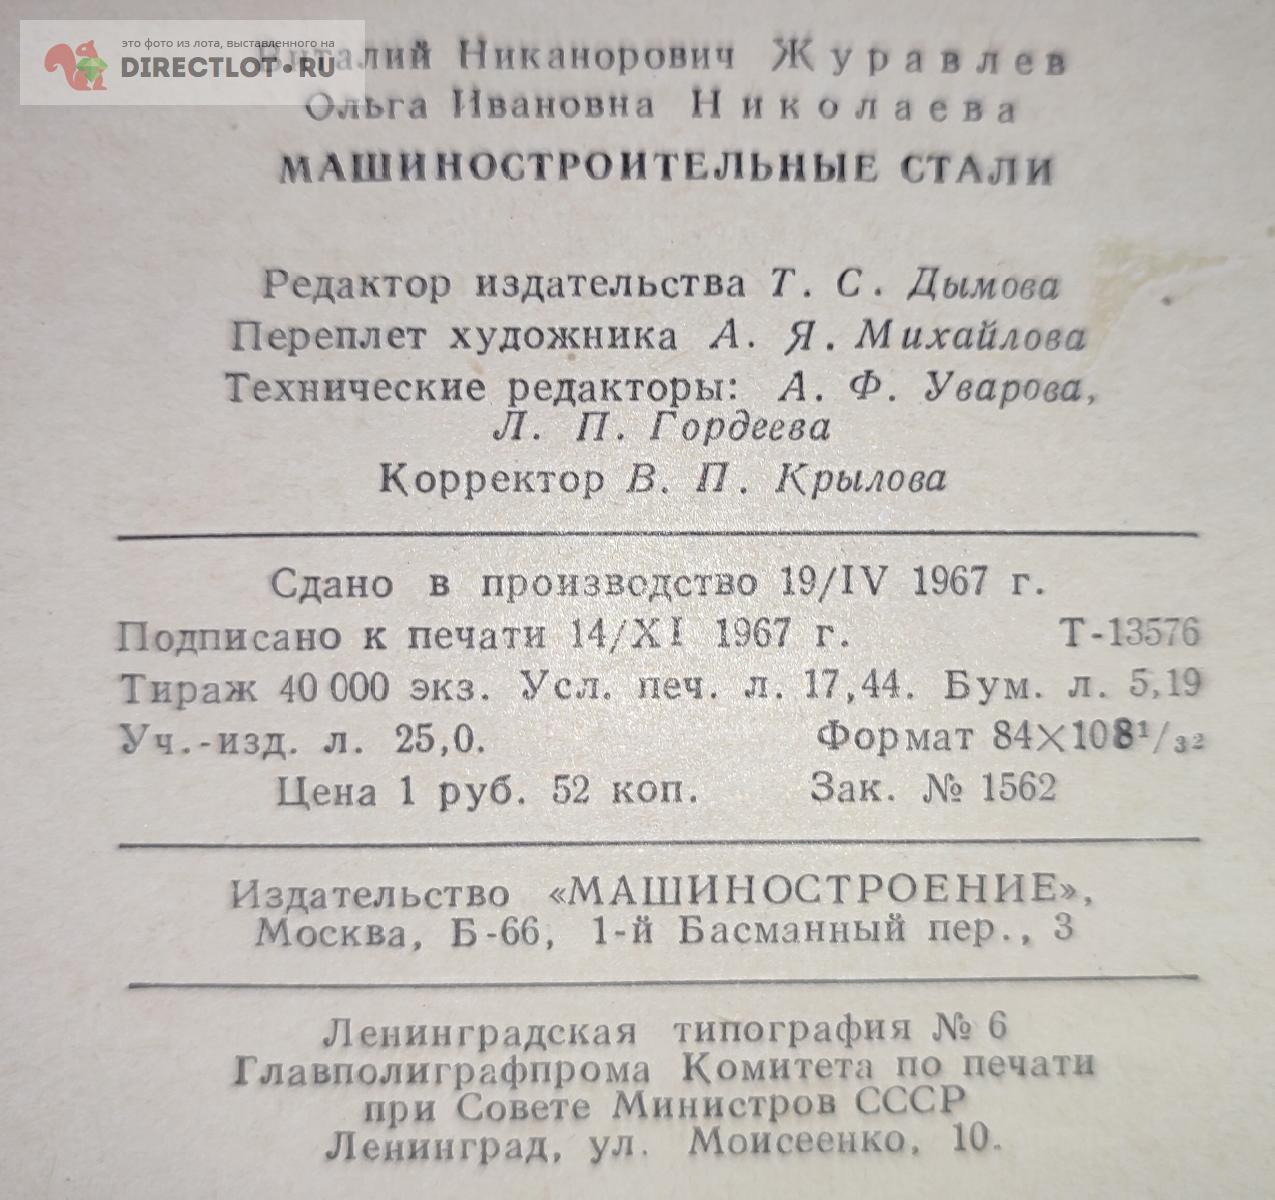 это фото из лота, выставленного на
DIRECTLOT.RU
Виталий Никанорович Журавлев
Ольга Ивановна Николаева
МАШИНОСТРОИТЕЛЬНЫЕ СТАЛИ
Редактор издательства Т. С. Дымова
Переплет художника А. Я. Михайлова
Технические редакторы: А. Ф. Уварова,
Л. П. Гордеева
Корректор В. П. Крылова
Сдано в производство 19/IV 1967 г.
Подписано к печати 14/XI 1967 г. Т-13576
Тираж 40 000 экз. Усл. печ. л. 17,44. Бум. л. 5,19
Уч.-изд. л. 25,0. Формат 84×108¹/₃₂
Цена 1 руб. 52 коп. Зак. № 1562
Издательство «МАШИНОСТРОЕНИЕ»,
Москва, Б-66, 1-й Басманный пер., 3
Ленинградская типография № 6
Главполиграфпрома Комитета по печати
при Совете Министров СССР
Ленинград, ул. Моисеенко, 10.